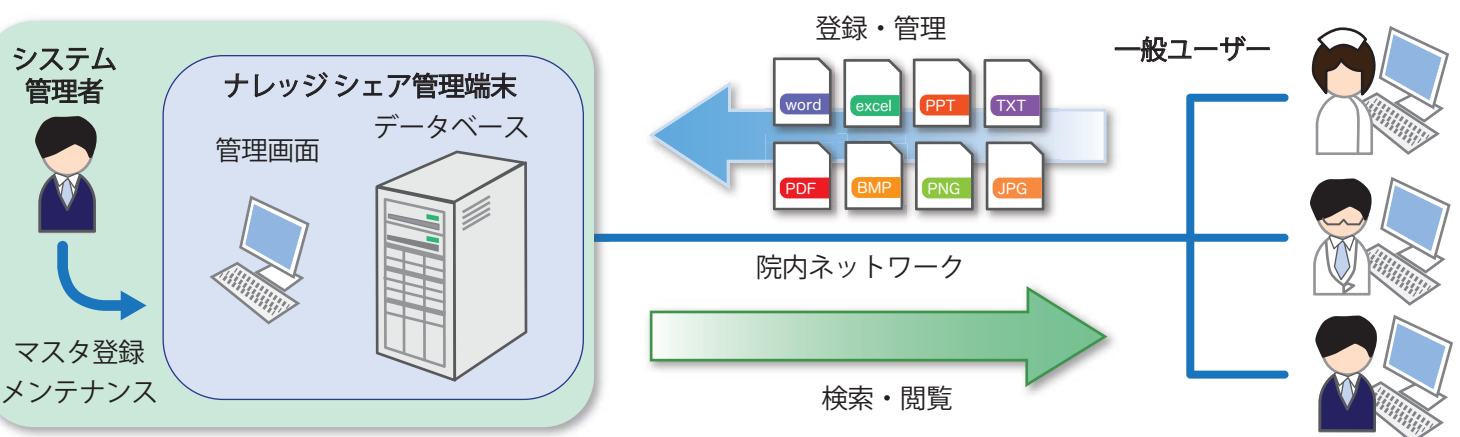 システム
管理者
ナレッジシェア管理端末
管理画面
データベース
マスタ登録
メンテナンス
登録・管理
word
excel
PPT
TXT
PDF
BMP
PNG
JPG
院内ネットワーク
検索・閲覧
一般ユーザー